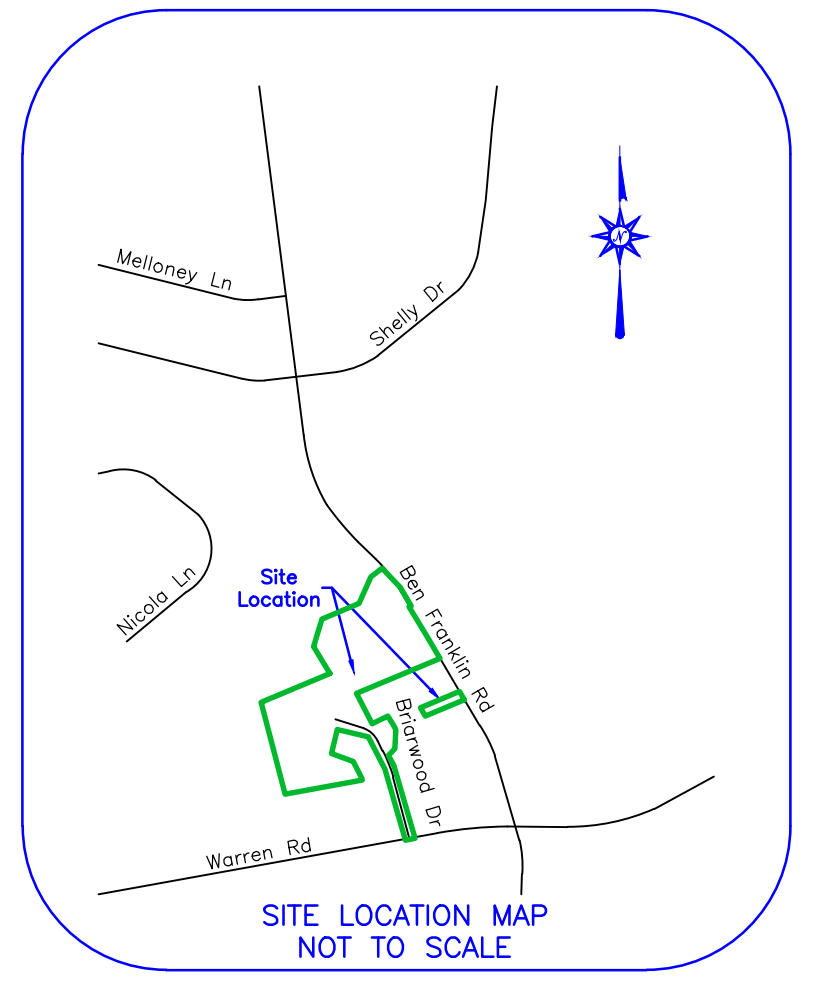 Melloney Ln
Shelly Dr
N
Nicola Ln
Site
Location
Ben Franklin Rd
Briarwood Dr
Warren Rd
SITE LOCATION MAP
NOT TO SCALE